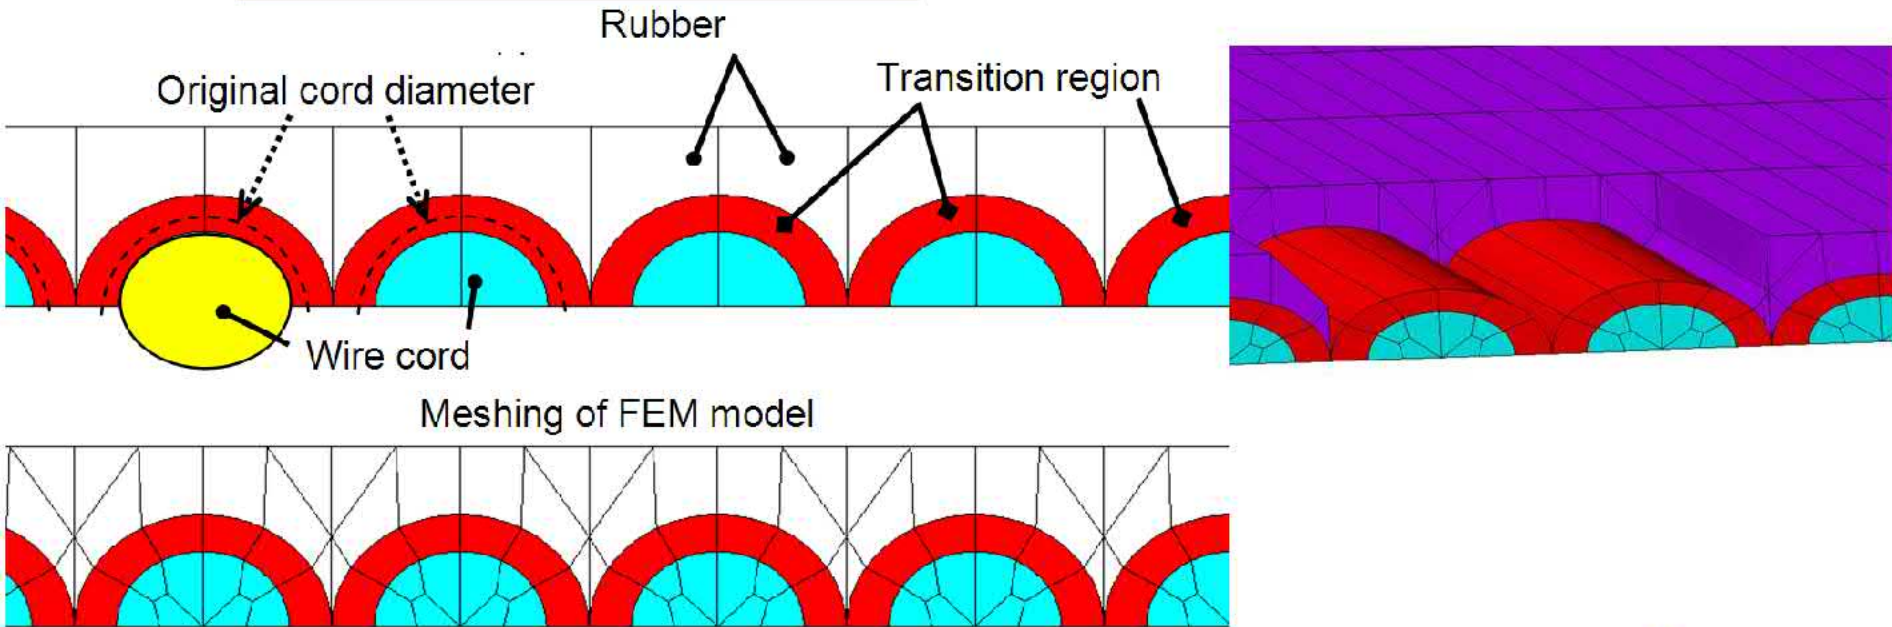 Rubber
Original cord diameter
Transition region
Wire cord
Meshing of FEM model